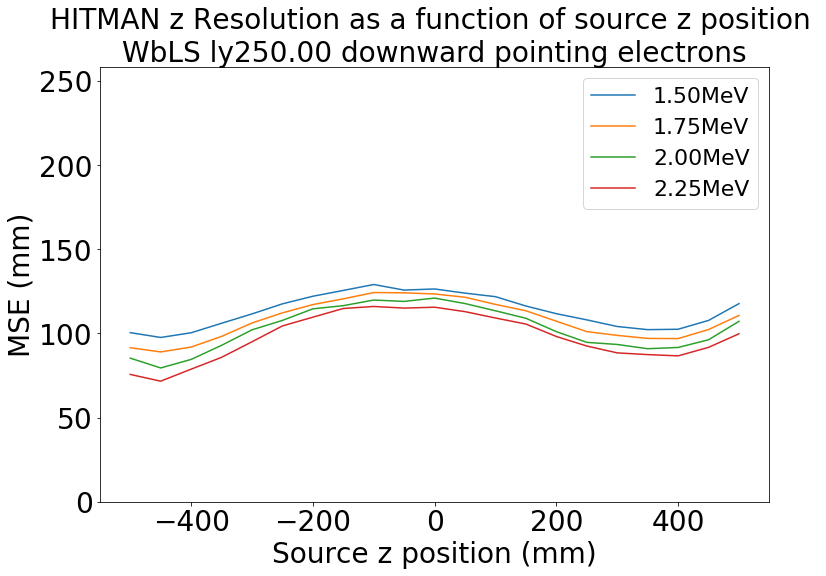 HITMAN z Resolution as a function of source z position
WbLS ly250.00 downward pointing electrons
250
200
150
100
50
0
MSE (mm)
1.50MeV
1.75MeV
2.00MeV
2.25MeV
−400
−200
0
200
400
Source z position (mm)